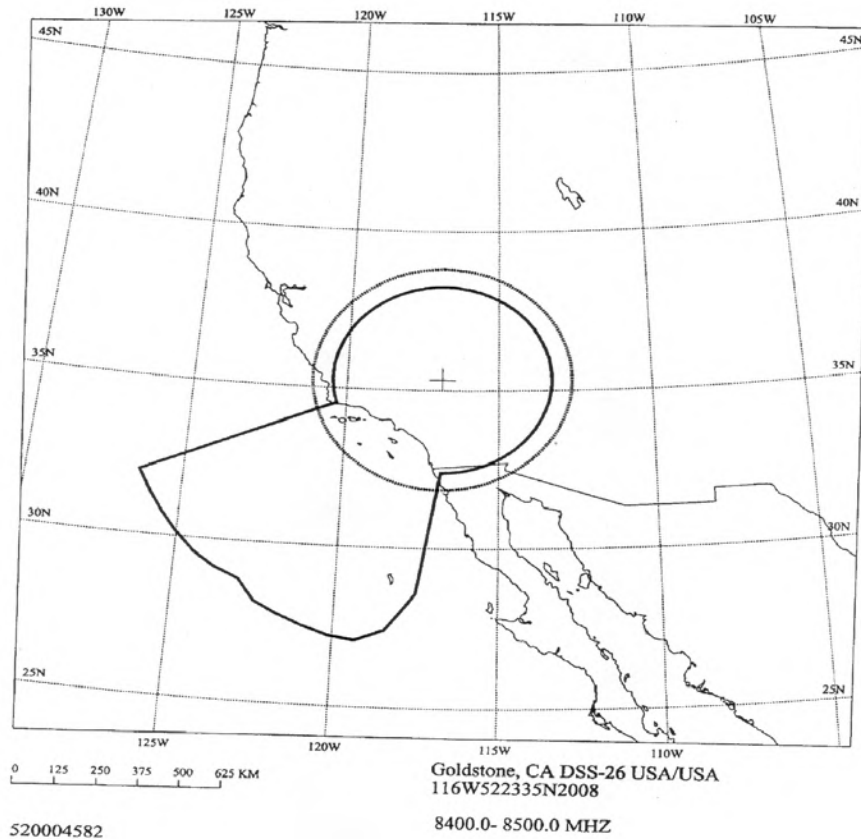 130W 125W 120W 115W 110W 105W
45N 45N
40N 40N
35N 35N
30N 30N
25N 25N
125W 120W 115W 110W
0 125 250 375 500 625 KM
Goldstone, CA DSS-26 USA/USA
116W522335N2008
8400.0- 8500.0 MHZ
520004582